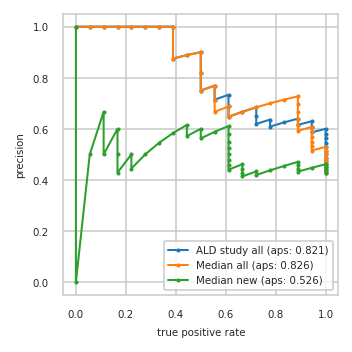 1.0
0.8
0.6
0.4
0.2
0.0
precision
0.0 0.2 0.4 0.6 0.8 1.0
true positive rate
ALD study all (aps: 0.821)
Median all (aps: 0.826)
Median new (aps: 0.526)